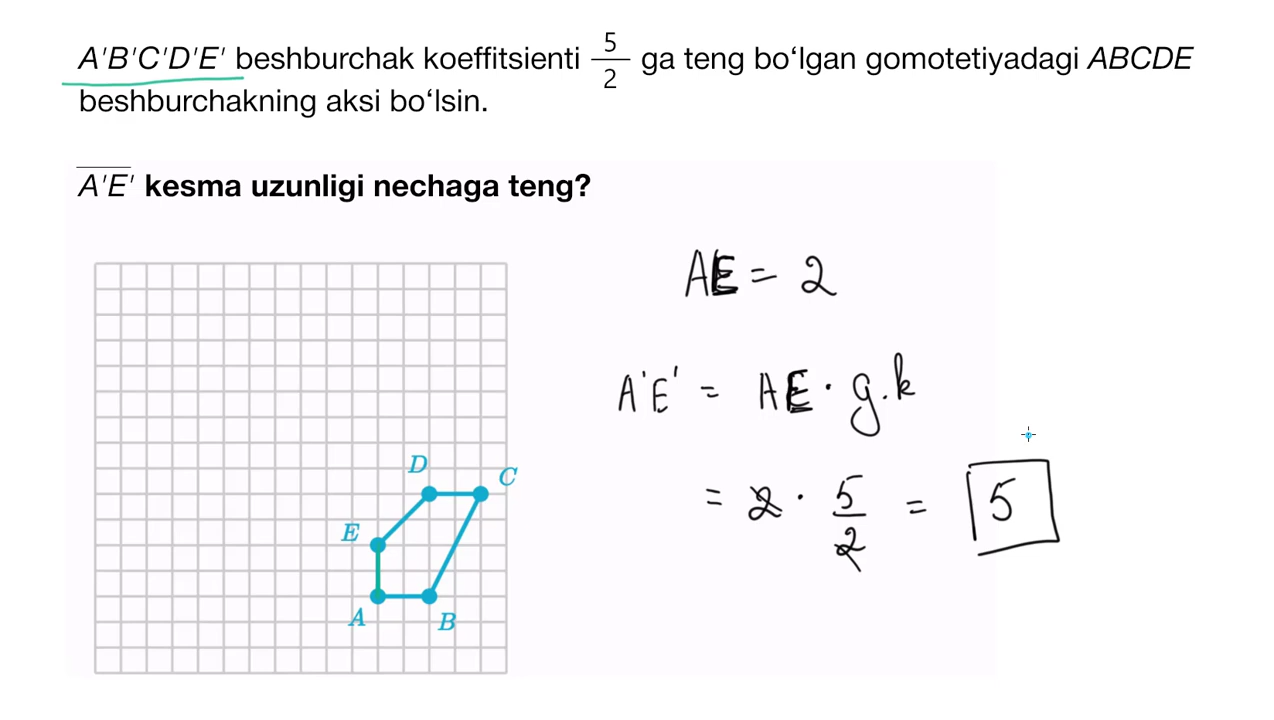 A'B'C'D'E' beshburchak koeffitsienti 5/2 ga teng bo‘lgan gomotetiyadagi ABCDE
beshburchakning aksi bo‘lsin.
A'E' kesma uzunligi nechaga teng?
AE = 2
A'E' = AE · g.k
= 2 · 5/2 = 5
D
C
E
A
B